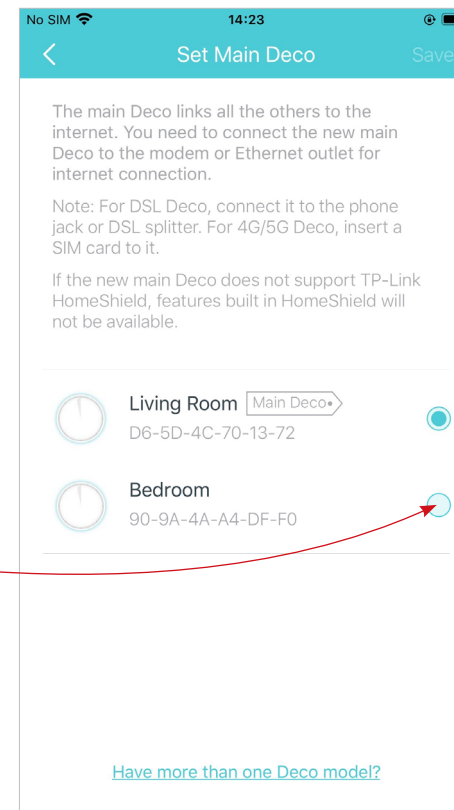 No SIM 14:23
Set Main Deco Save
The main Deco links all the others to the
internet. You need to connect the new main
Deco to the modem or Ethernet outlet for
internet connection.
Note: For DSL Deco, connect it to the phone
jack or DSL splitter. For 4G/5G Deco, insert a
SIM card to it.
If the new main Deco does not support TP-Link
HomeShield, features built in HomeShield will
not be available.
Living Room Main Deco
D6-5D-4C-70-13-72
Bedroom
90-9A-4A-A4-DF-F0
Have more than one Deco model?